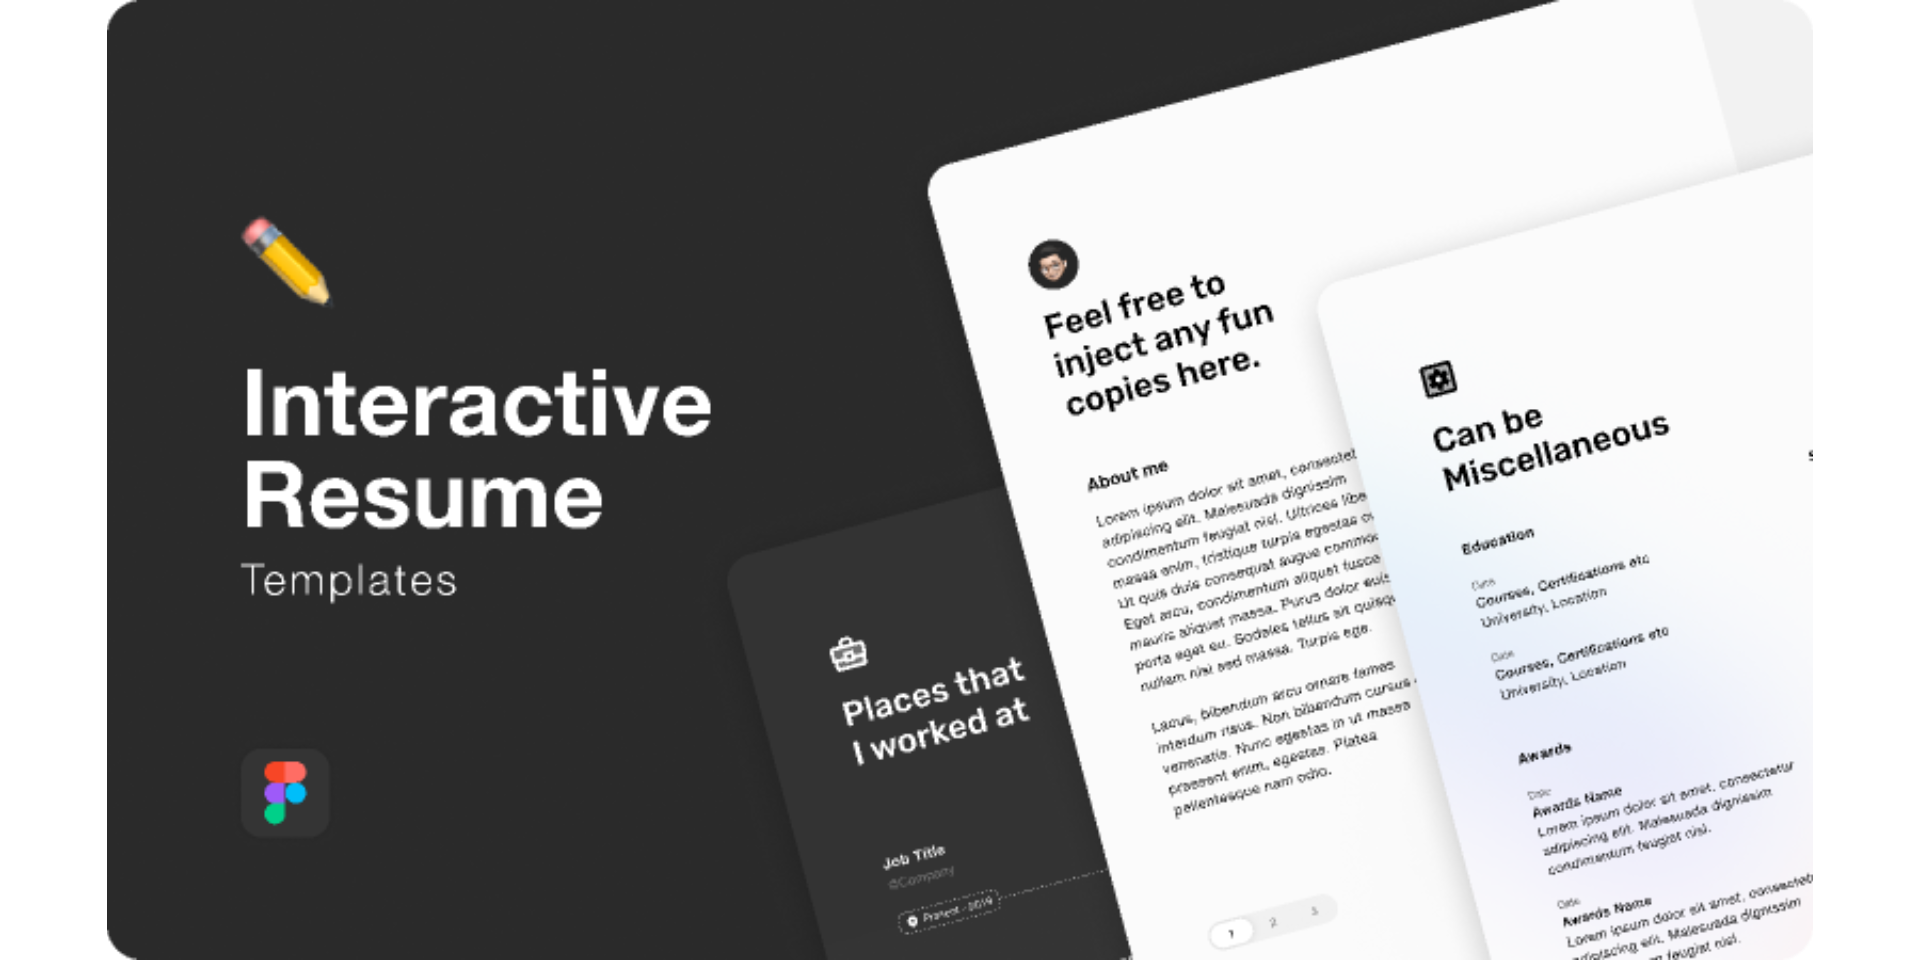 Interactive
Resume
Templates
Places that
I worked at
Job Title
@Company
Present - 2019
Feel free to
inject any fun
copies here.
About me
Lorem ipsum dolor sit amet, consectet
adipiscing elit. Malesuada dignissim
condimentum feugiat nisl. Ultrices libe
massa enim, tristique turpis egestas
Ut quis duis consequat augue commo
Eget arcu, condimentum aliquet fusce
mauris aliquet massa. Purus dolor euis
porta eget eu. Sodales tellus sit quisqu
nullam nisi sed massa. Turpis ege.
Lacus, bibendum arcu ornare fames
interdum risus. Non bibendum cursus
venenatis. Nunc egestas in ut massa
praesent enim, egestas. Platea
pellentesque nam odio.
1 2 3
Can be
Miscellaneous
Education
Date
Courses, Certifications etc
University, Location
Date
Courses, Certifications etc
University, Location
Awards
Date
Awards Name
Lorem ipsum dolor sit amet, consectetur
adipiscing elit. Malesuada dignissim
condimentum feugiat nisl.
Date
Awards Name
Lorem ipsum dolor sit amet, consectet
adipiscing elit. Malesuada dignissim
feugiat nisl.